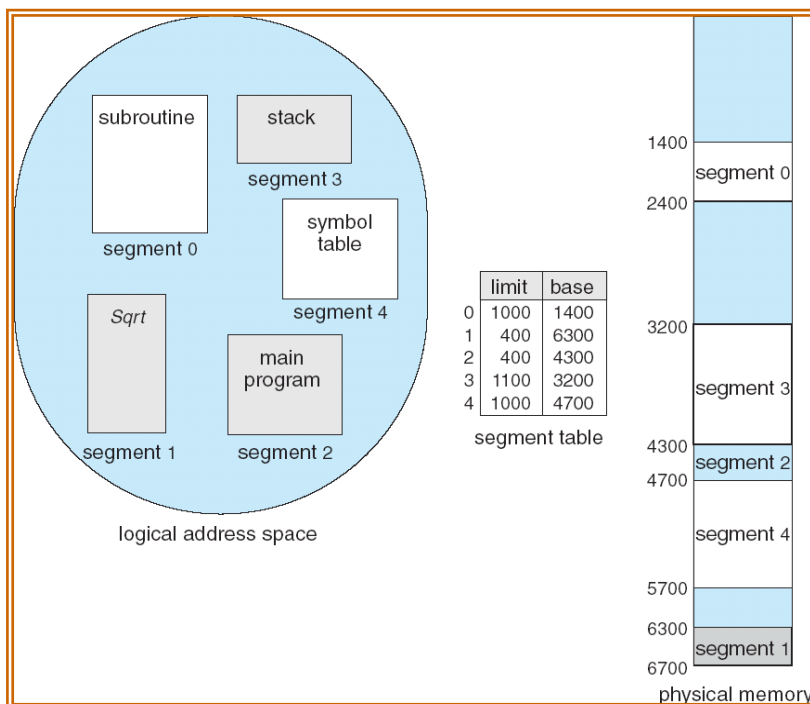 subroutine
segment 0
stack
segment 3
symbol
table
segment 4
Sqrt
segment 1
main
program
segment 2
logical address space
limit base
0 1000 1400
1 400 6300
2 400 4300
3 1100 3200
4 1000 4700
segment table
1400
segment 0
2400
3200
segment 3
4300
segment 2
4700
segment 4
5700
6300
segment 1
6700
physical memory